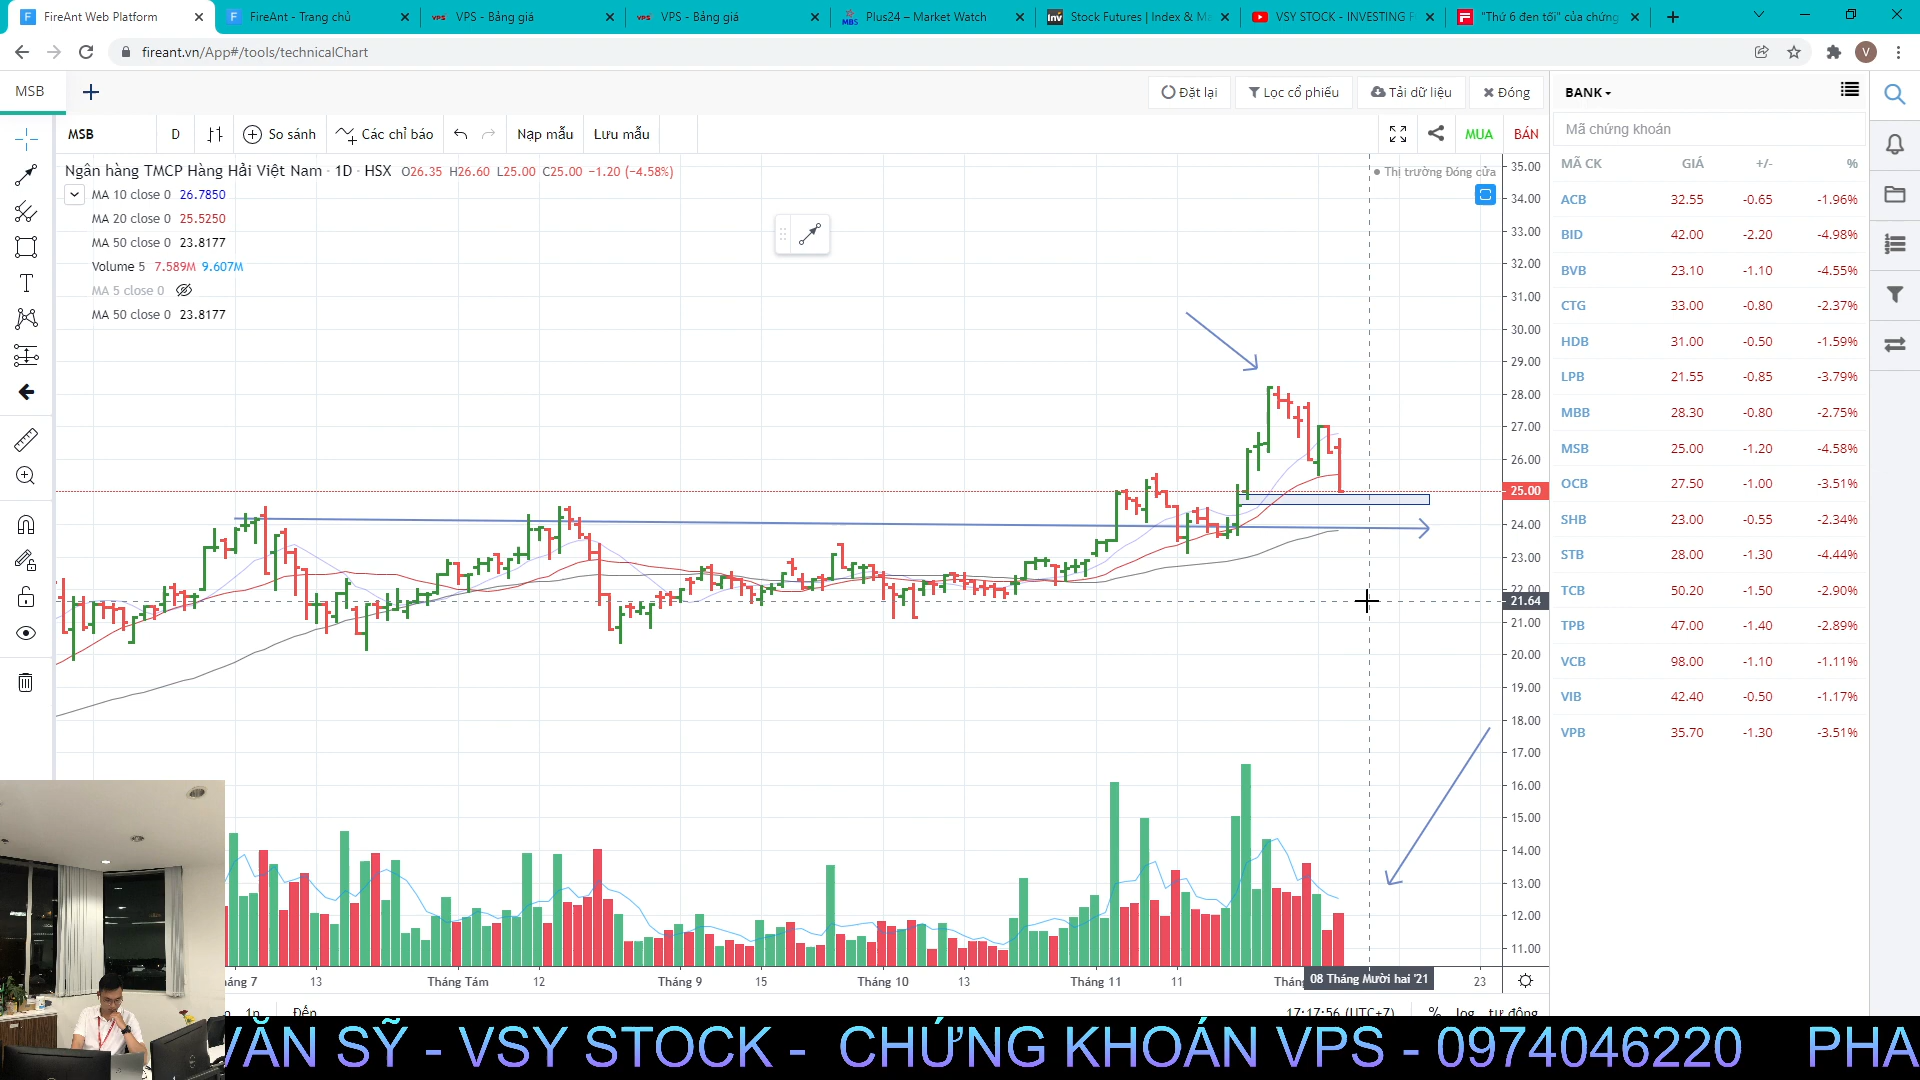 FireAnt Web Platform
FireAnt - Trang chủ
VPS - Bảng giá
VPS - Bảng giá
Plus24 – Market Watch
Stock Futures | Index & Ma
VSY STOCK - INVESTING F
"Thứ 6 đen tối" của chứng
fireant.vn/App#/tools/technicalChart
V
MSB
Đặt lại
Lọc cổ phiếu
Tải dữ liệu
Đóng
MSB
D
So sánh
Các chỉ báo
Nạp mẫu
Lưu mẫu
MUA
BÁN
Ngân hàng TMCP Hàng Hải Việt Nam · 1D · HSX O26.35 H26.60 L25.00 C25.00 −1.20 (−4.58%)
Thị trường Đóng cửa
MA 10 close 0 26.7850
MA 20 close 0 25.5250
MA 50 close 0 23.8177
Volume 5 7.589M 9.607M
MA 5 close 0
MA 50 close 0 23.8177
35.00
34.00
33.00
32.00
31.00
30.00
29.00
28.00
27.00
26.00
25.00
24.00
23.00
22.00
21.64
21.00
20.00
19.00
18.00
17.00
16.00
15.00
14.00
13.00
12.00
11.00
13
Tháng Tám
12
Tháng 9
15
Tháng 10
13
Tháng 11
11
08 Tháng Mười hai '21
23
Đến
17:17:56 (UTC+7)
%
log
tự động
BANK
Mã chứng khoán
MÃ CK GIÁ +/- %
ACB 32.55 -0.65 -1.96%
BID 42.00 -2.20 -4.98%
BVB 23.10 -1.10 -4.55%
CTG 33.00 -0.80 -2.37%
HDB 31.00 -0.50 -1.59%
LPB 21.55 -0.85 -3.79%
MBB 28.30 -0.80 -2.75%
MSB 25.00 -1.20 -4.58%
OCB 27.50 -1.00 -3.51%
SHB 23.00 -0.55 -2.34%
STB 28.00 -1.30 -4.44%
TCB 50.20 -1.50 -2.90%
TPB 47.00 -1.40 -2.89%
VCB 98.00 -1.10 -1.11%
VIB 42.40 -0.50 -1.17%
VPB 35.70 -1.30 -3.51%
VĂN SỸ - VSY STOCK - CHỨNG KHOÁN VPS - 0974046220 PHA